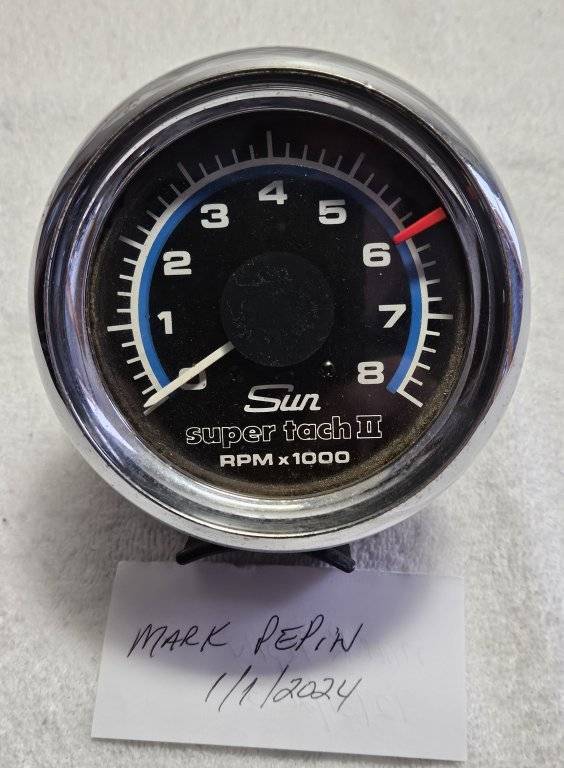 4
3
5
2
6
1
7
0
8
Sun
super tach II
RPM x 1000
MARK PEPIN
1/1/2024